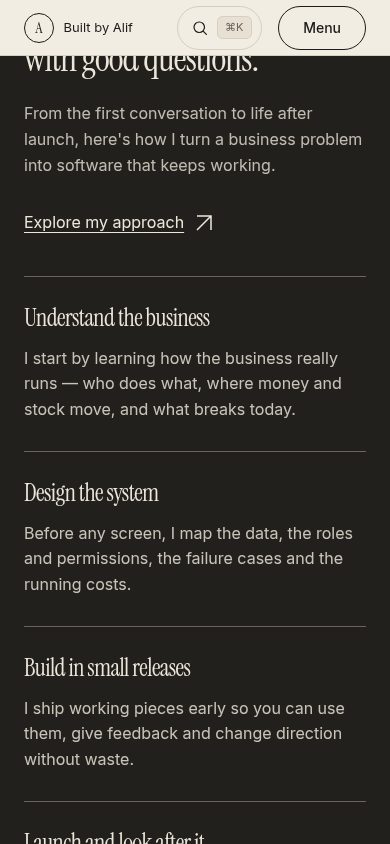 A Built by Alif ⌘K Menu
with good questions.
From the first conversation to life after
launch, here's how I turn a business problem
into software that keeps working.
Explore my approach
Understand the business
I start by learning how the business really
runs — who does what, where money and
stock move, and what breaks today.
Design the system
Before any screen, I map the data, the roles
and permissions, the failure cases and the
running costs.
Build in small releases
I ship working pieces early so you can use
them, give feedback and change direction
without waste.
Launch and look after it